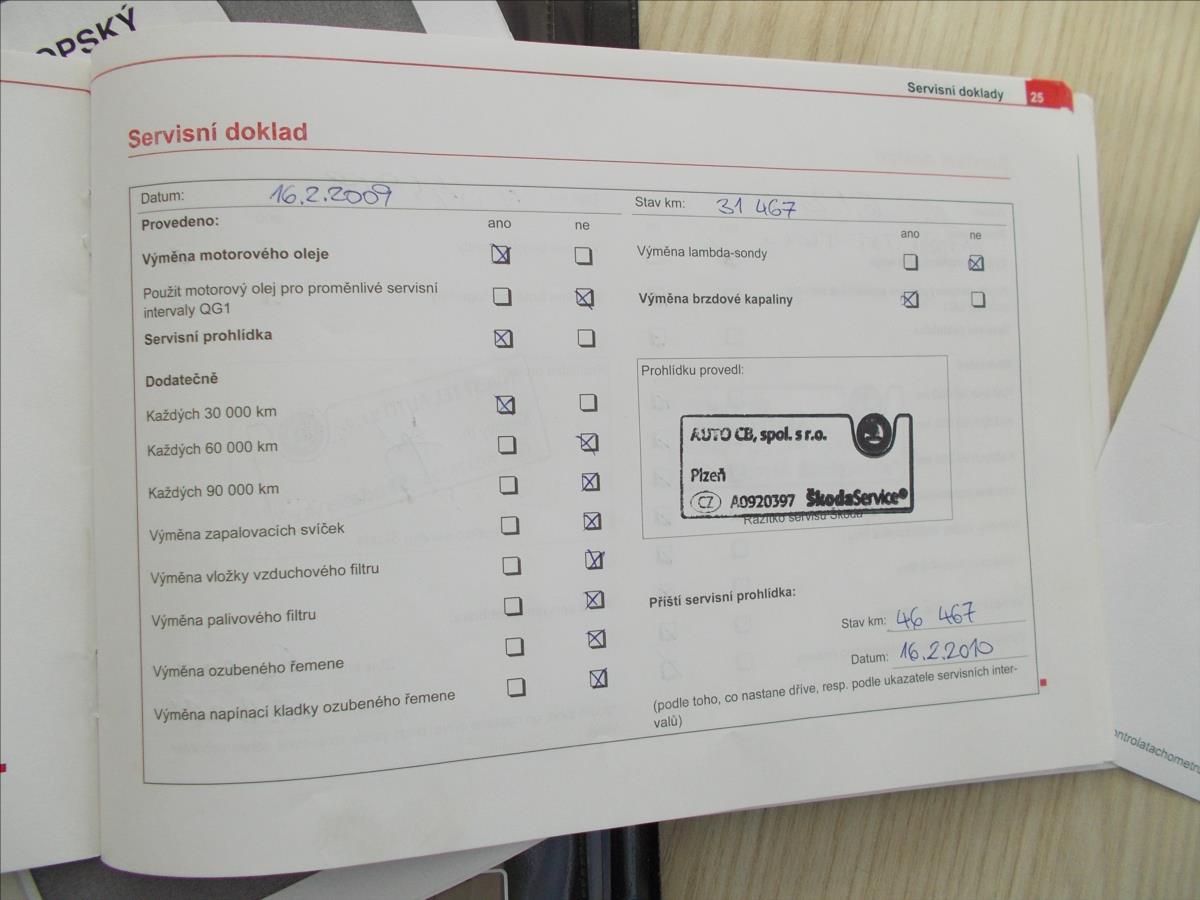 OPSKÝ
Servisní doklady 25
Servisní doklad
Datum: 16.2.2009
Stav km: 31 467
Provedeno: ano ne
Výměna motorového oleje
Použit motorový olej pro proměnlivé servisní
intervaly QG1
Servisní prohlídka
Dodatečně
Každých 30 000 km
Každých 60 000 km
Každých 90 000 km
Výměna zapalovacích svíček
Výměna vložky vzduchového filtru
Výměna palivového filtru
Výměna ozubeného řemene
Výměna napínací kladky ozubeného řemene
ano ne
Výměna lambda-sondy
Výměna brzdové kapaliny
Prohlídku provedl:
AUTO CB, spol. s r.o.
Plzeň
CZ A0920397 ŠkodaService®
Razítko servisu Škoda
Příští servisní prohlídka:
Stav km: 46 467
Datum: 16.2.2010
(podle toho, co nastane dříve, resp. podle ukazatele servisních inter-
valů)
ntrolatachometru